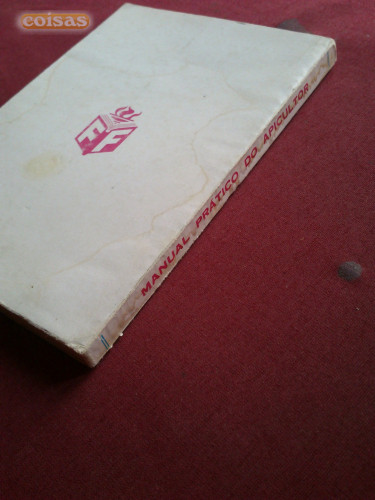 coisas
MANUAL PRÁTICO DO APICULTOR